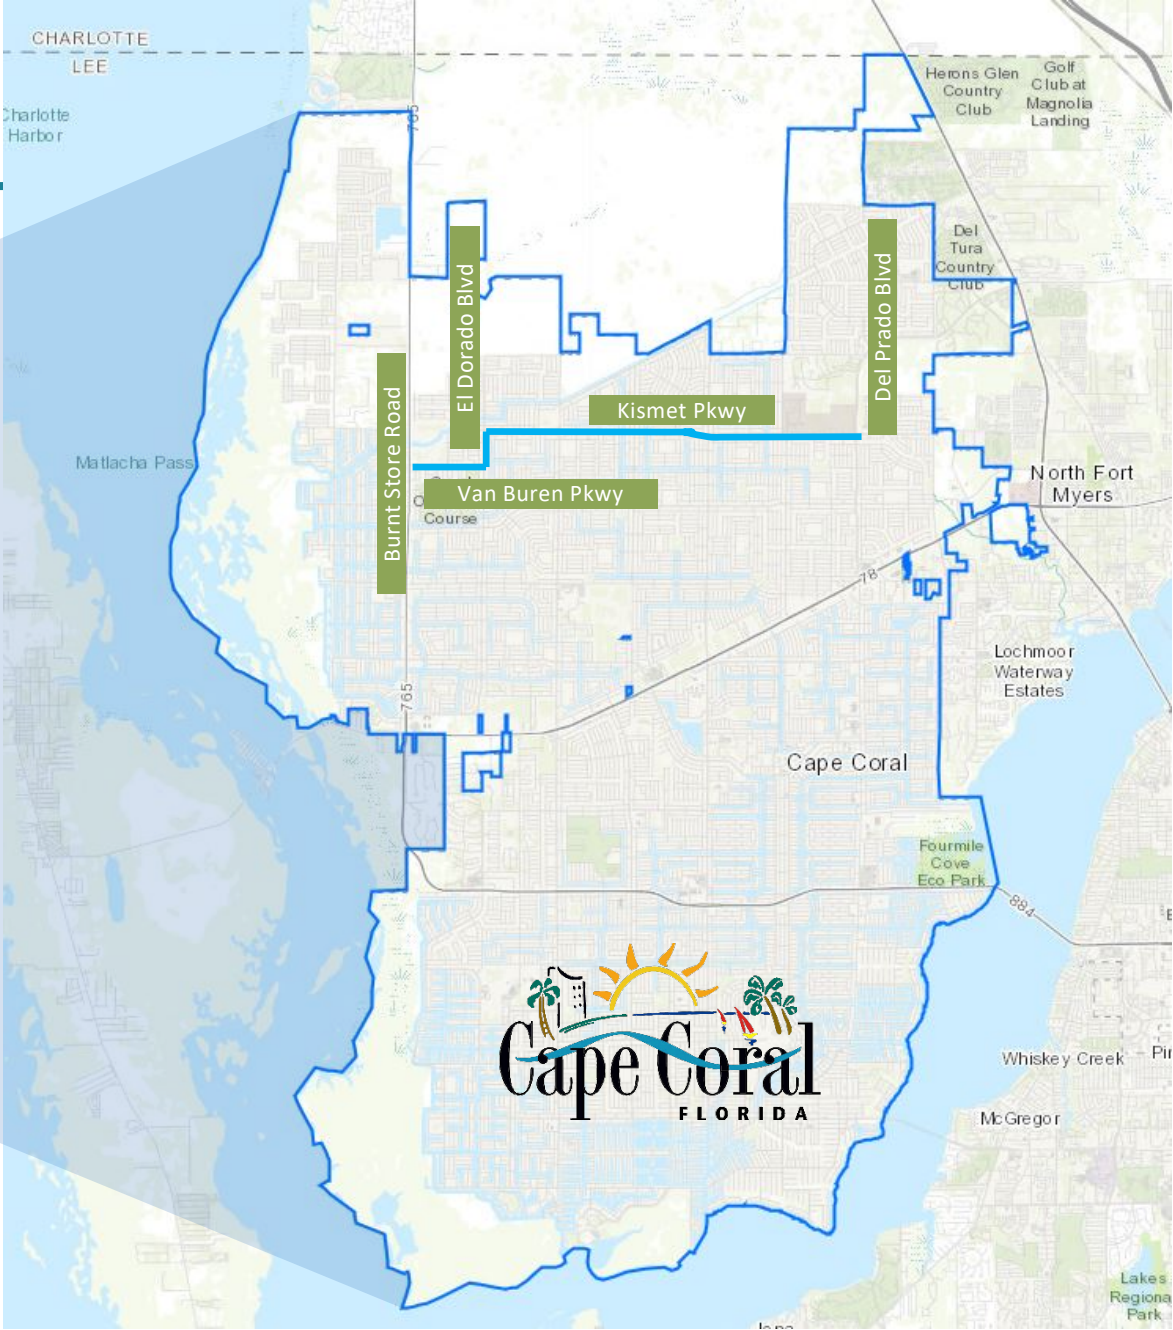 CHARLOTTE
LEE
Charlotte
Harbor
765
Herons Glen
Country
Club
Golf
Club at
Magnolia
Landing
Del
Tura
Country
Club
El Dorado Blvd
Del Prado Blvd
Burnt Store Road
Kismet Pkwy
Matlacha Pass
Van Buren Pkwy
Course
North Fort
Myers
78
Lochmoor
Waterway
Estates
765
Cape Coral
Fourmile
Cove
Eco Park
884
Cape Coral
FLORIDA
Whiskey Creek
McGregor
Lakes
Regiona
Park